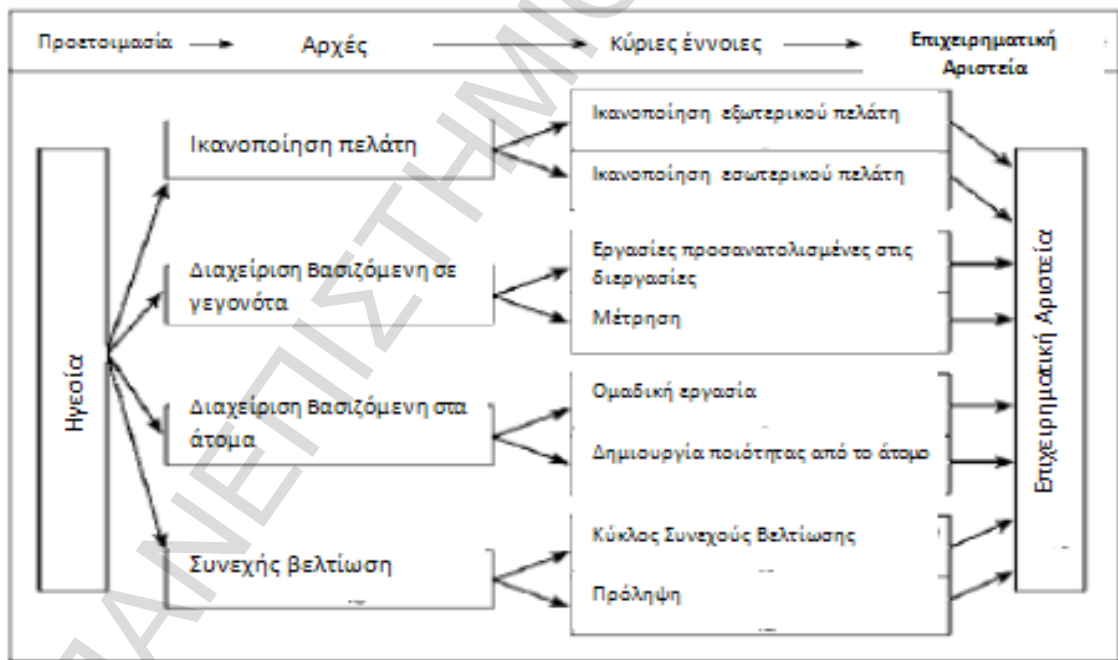 Προετοιμασία
Αρχές
Κύριες έννοιες
Επιχειρηματική
Αριστεία
Ηγεσία
Ικανοποίηση πελάτη
Ικανοποίηση εξωτερικού πελάτη
Ικανοποίηση εσωτερικού πελάτη
Διαχείριση Βασιζόμενη σε
γεγονότα
Εργασίες προσανατολισμένες στις
διεργασίες
Μέτρηση
Διαχείριση Βασιζόμενη στα
άτομα
Ομαδική εργασία
Δημιουργία ποιότητας από το άτομο
Συνεχής βελτίωση
Κύκλος Συνεχούς Βελτίωσης
Πρόληψη
Επιχειρηματική Αριστεία